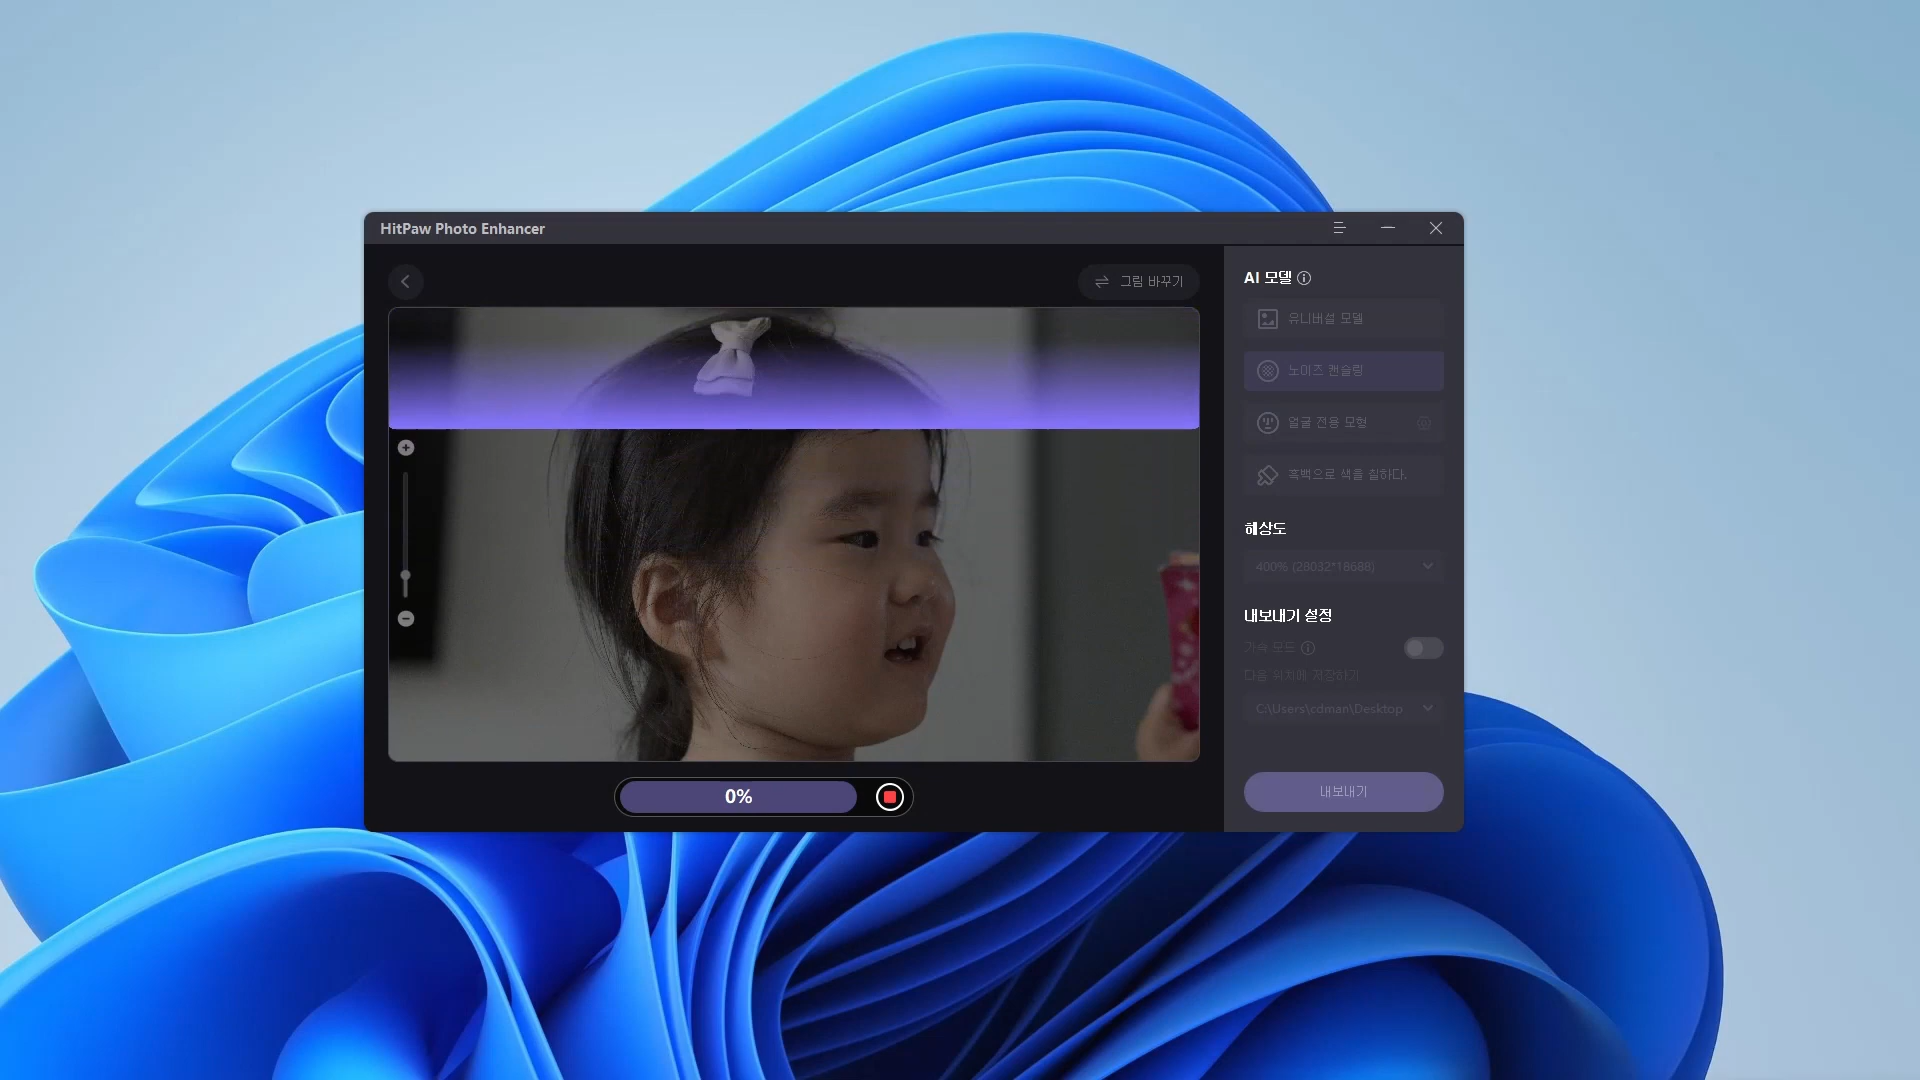 HitPaw Photo Enhancer
그림 바꾸기
AI 모델
유니버설 모델
노이즈 캔슬링
얼굴 전용 모형
흑백으로 색을 칠하다.
해상도
400% (28032*18688)
내보내기 설정
가속 모드
다음 위치에 저장하기
C:\Users\cdman\Desktop
내보내기
0%